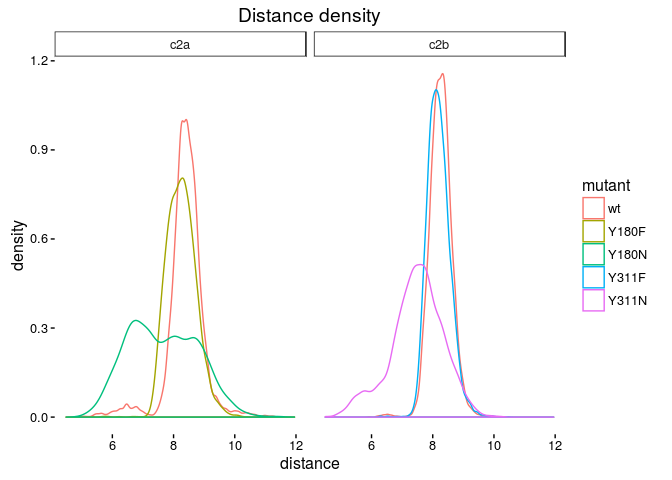 Distance density
c2a
c2b
1.2
0.9
0.6
0.3
0.0
density
6 8 10 12
6 8 10 12
distance
mutant
wt
Y180F
Y180N
Y311F
Y311N